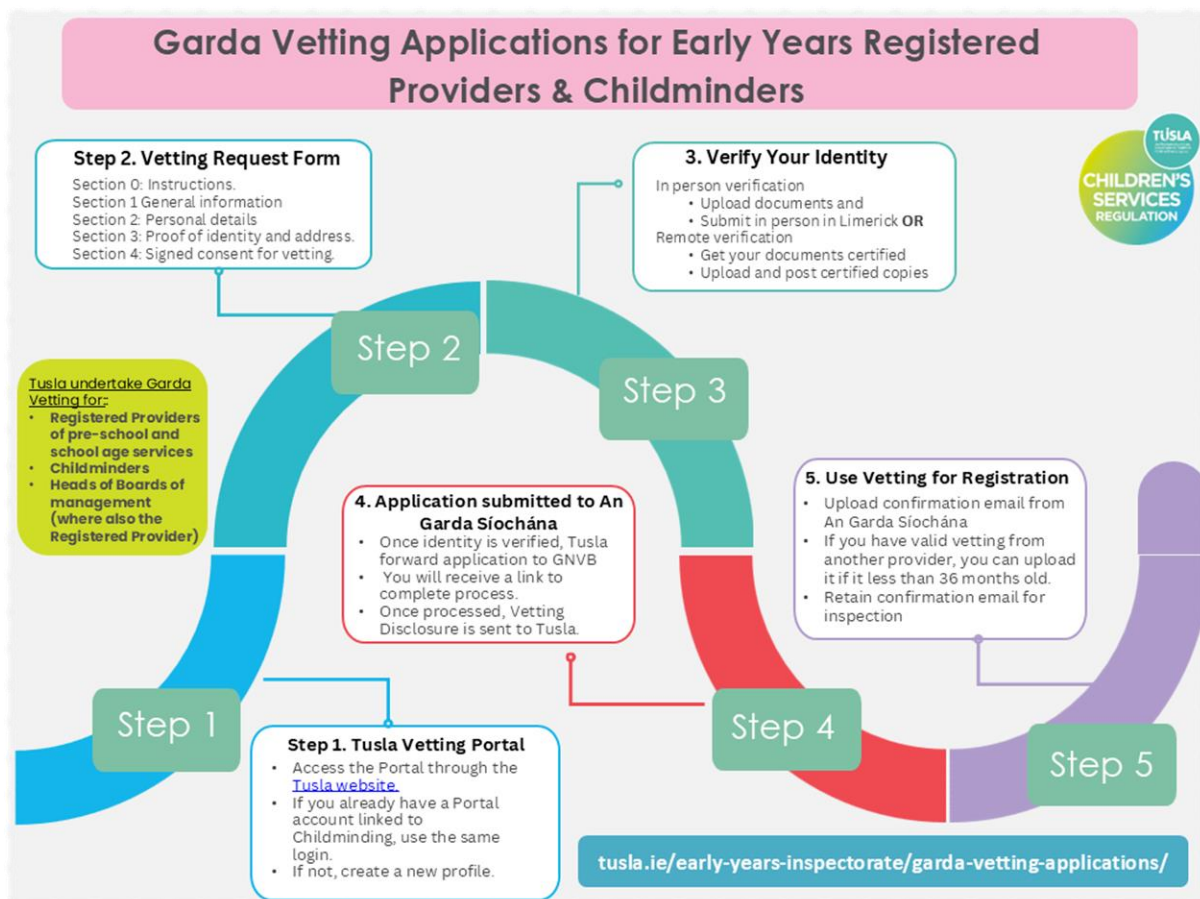 Garda Vetting Applications for Early Years Registered
Providers & Childminders
TUSLA
CHILDREN'S
SERVICES
REGULATION
Step 2. Vetting Request Form
Section 0: Instructions.
Section 1 General information
Section 2: Personal details
Section 3: Proof of identity and address.
Section 4: Signed consent for vetting.
3. Verify Your Identity
In person verification
• Upload documents and
• Submit in person in Limerick OR
Remote verification
• Get your documents certified
• Upload and post certified copies
Step 2
Step 3
Tusla undertake Garda
Vetting for::
• Registered Providers
of pre-school and
school age services
• Childminders
• Heads of Boards of
management
(where also the
Registered Provider)
4. Application submitted to An
Garda Síochána
• Once identity is verified, Tusla
forward application to GNVB
• You will receive a link to
complete process.
• Once processed, Vetting
Disclosure is sent to Tusla.
5. Use Vetting for Registration
• Upload confirmation email from
An Garda Síochána
• If you have valid vetting from
another provider, you can upload
it if it less than 36 months old.
• Retain confirmation email for
inspection
Step 1
Step 4
Step 5
Step 1. Tusla Vetting Portal
• Access the Portal through the
Tusla website.
• If you already have a Portal
account linked to
Childminding, use the same
login.
• If not, create a new profile.
tusla.ie/early-years-inspectorate/garda-vetting-applications/